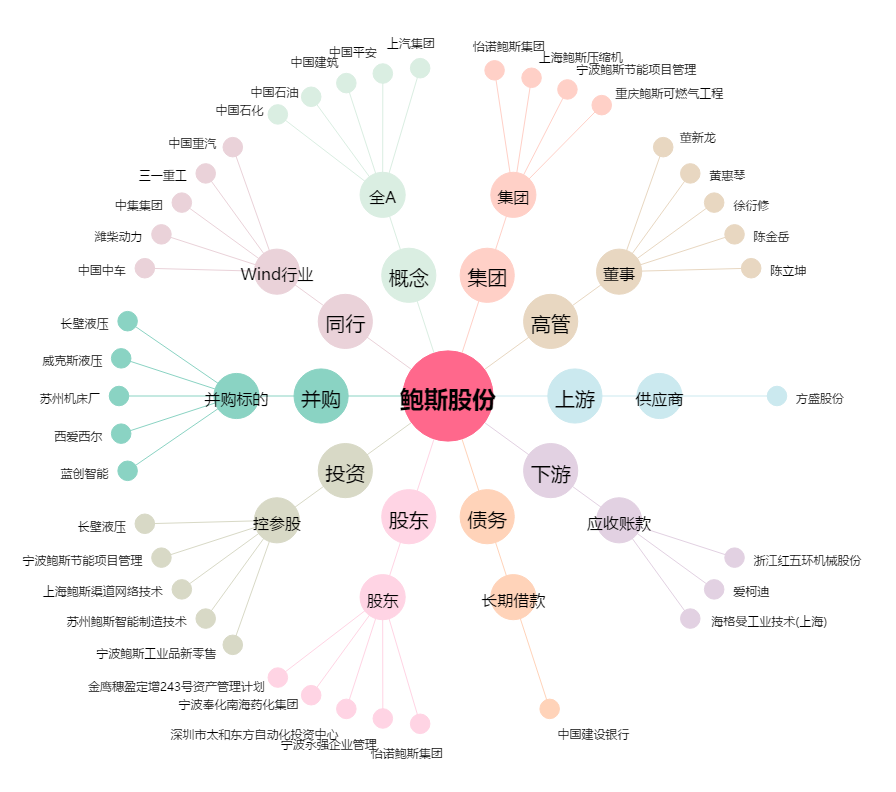 上汽集团
中国平安
中国建筑
中国石油
中国石化
全A
概念
怡诺鲍斯集团
上海鲍斯压缩机
宁波鲍斯节能项目管理
重庆鲍斯可燃气工程
集团
集团
董新龙
黄惠琴
徐衍修
陈金岳
陈立坤
董事
高管
中国重汽
三一重工
中集集团
潍柴动力
中国中车
Wind行业
同行
长壁液压
威克斯液压
苏州机床厂
西爱西尔
蓝创智能
并购标的
并购
鲍斯股份
上游
供应商
方盛股份
投资
控参股
长壁液压
宁波鲍斯节能项目管理
上海鲍斯渠道网络技术
苏州鲍斯智能制造技术
宁波鲍斯工业品新零售
下游
应收账款
浙江红五环机械股份
爱柯迪
海格曼工业技术(上海)
股东
股东
金鹰穗盈定增243号资产管理计划
宁波奉化南海药化集团
深圳市太和东方自动化投资中心
宁波永强企业管理
怡诺鲍斯集团
债务
长期借款
中国建设银行